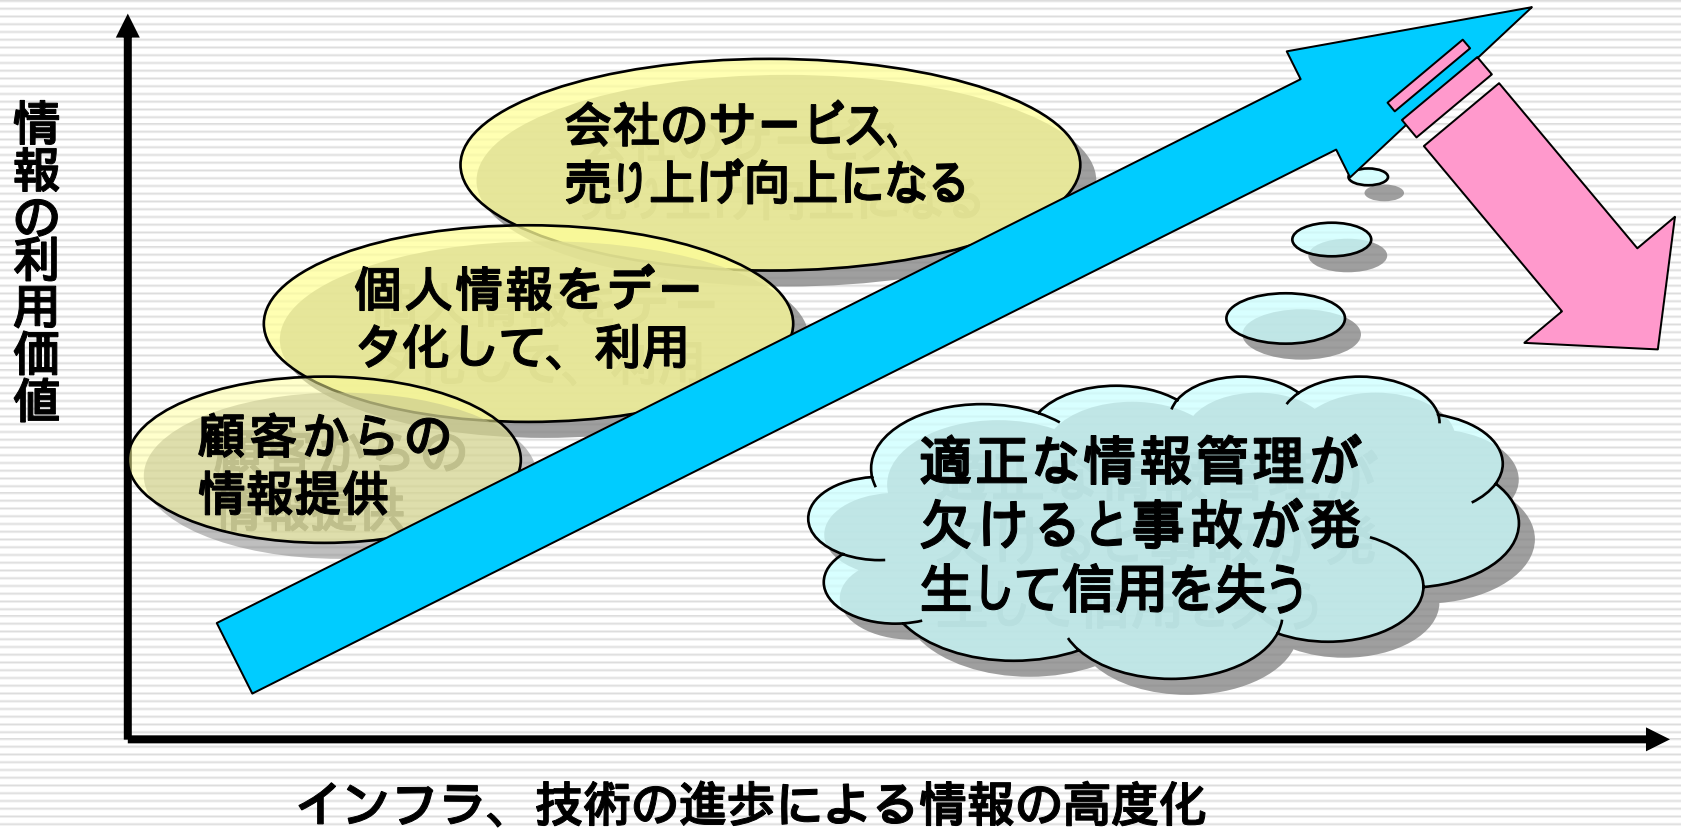 情報の利用価値
会社のサービス、
売り上げ向上になる
個人情報をデー
タ化して、利用
顧客からの
情報提供
適正な情報管理が
欠けると事故が発
生して信用を失う
インフラ、技術の進歩による情報の高度化